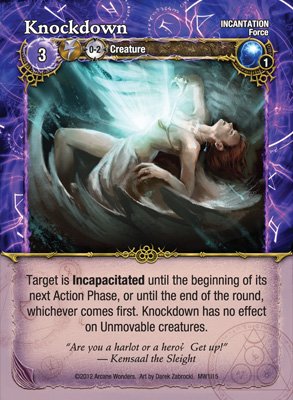 Knockdown
INCANTATION
Force
3
0-2 Creature
1
Target is Incapacitated until the beginning of its
next Action Phase, or until the end of the round,
whichever comes first. Knockdown has no effect
on Unmovable creatures.
"Are you a harlot or a hero? Get up!"
— Kemsaal the Sleight
©2012 Arcane Wonders. Art by Darek Zabrocki. MW1I15